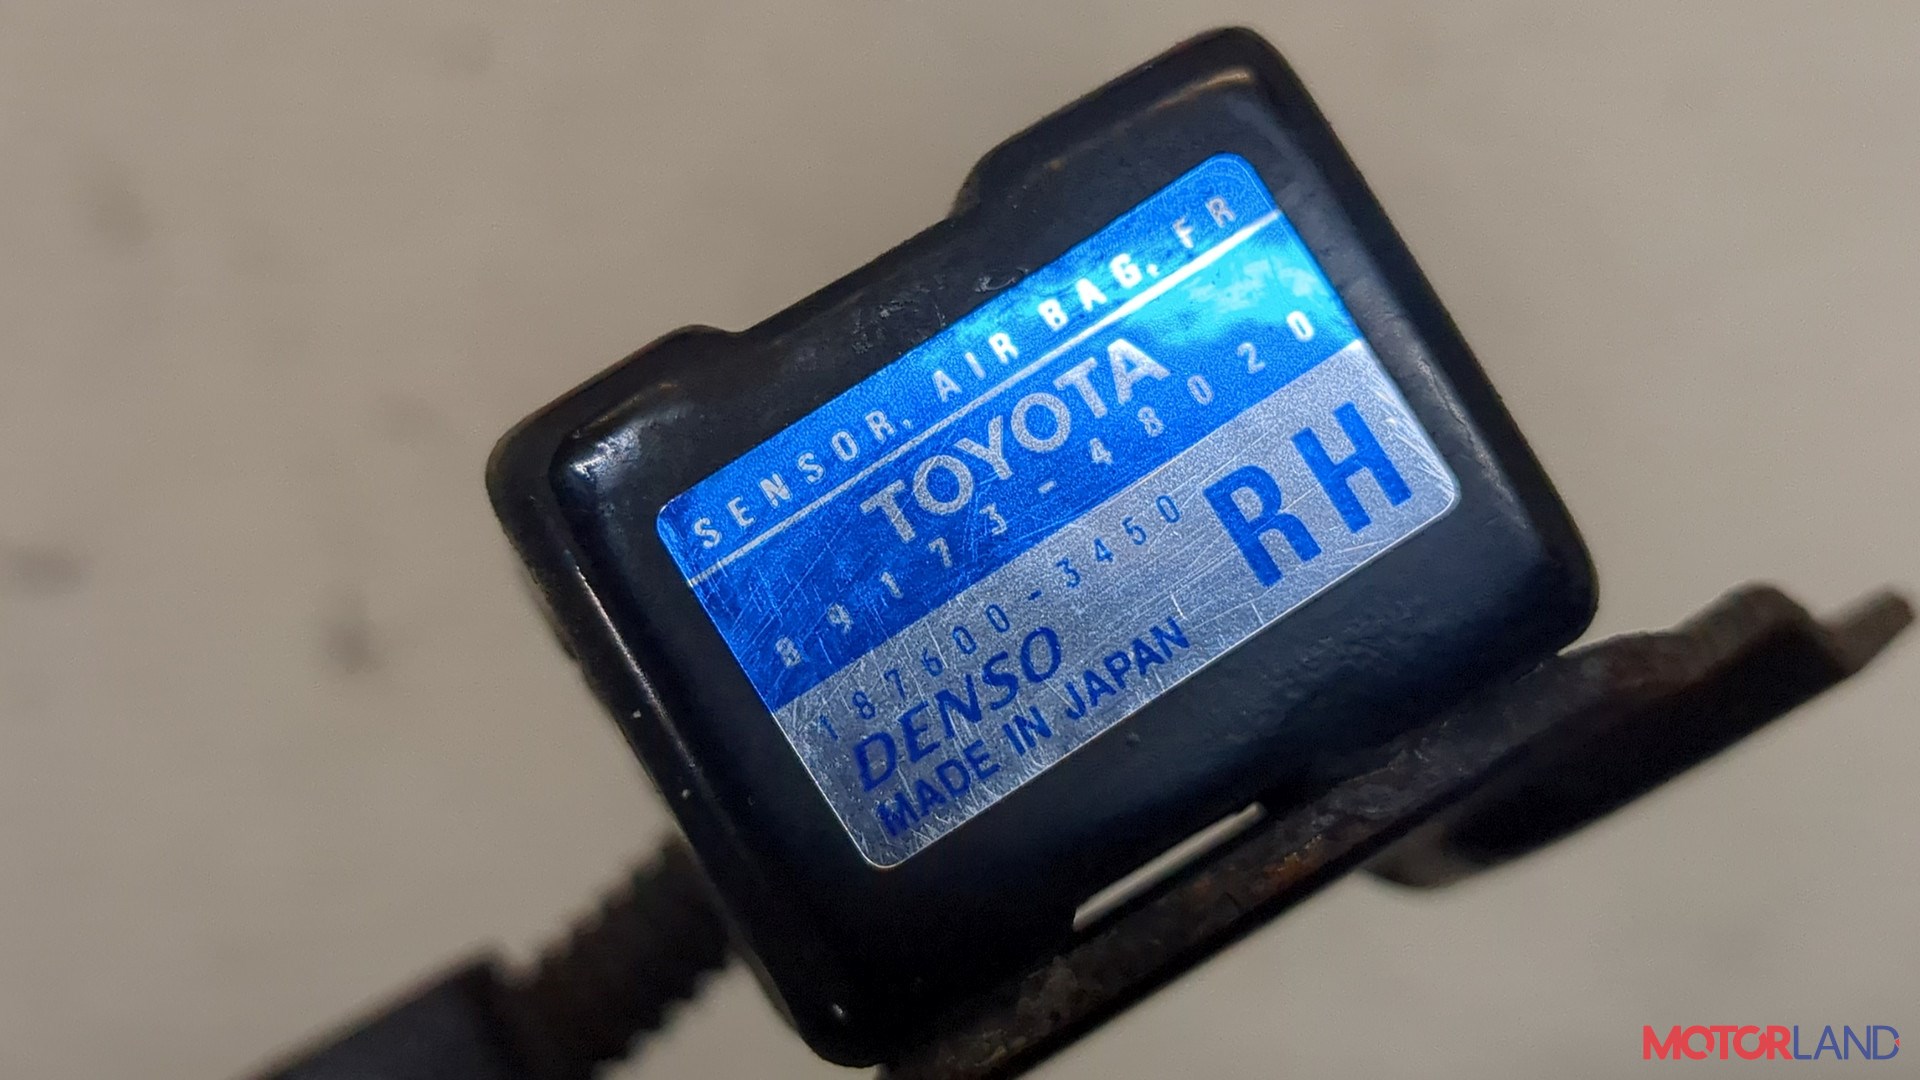 SENSOR, AIR BAG, FR
TOYOTA
89173-48020
187600-3450
RH
DENSO
MADE IN JAPAN
MOTORLAND